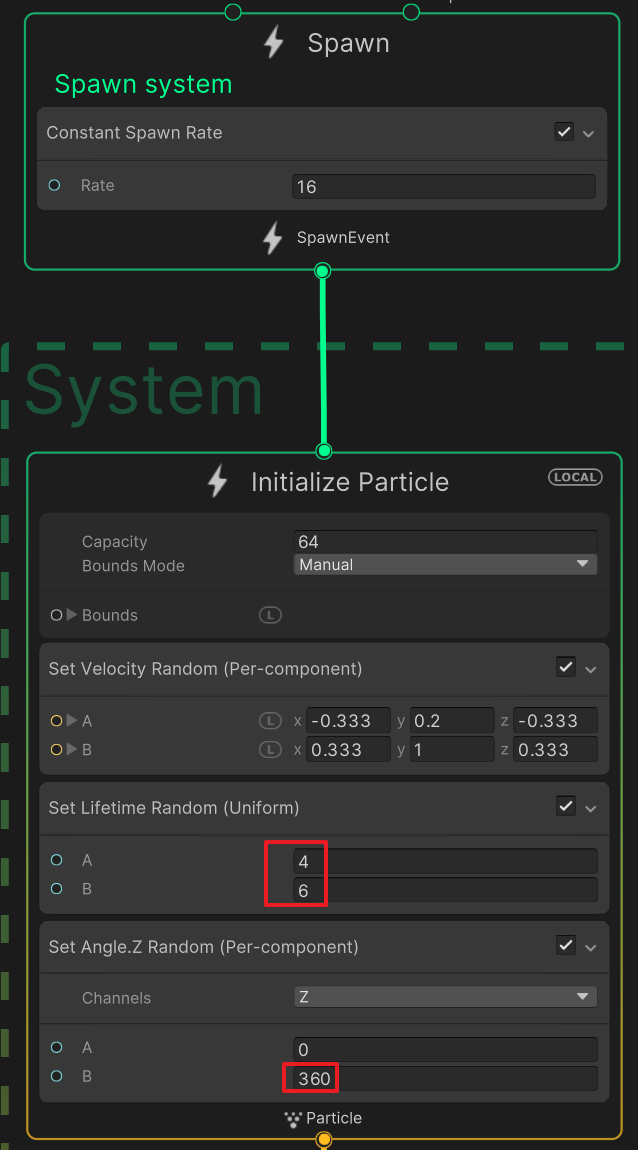 Spawn
Spawn system
Constant Spawn Rate
Rate 16
SpawnEvent
System
Initialize Particle LOCAL
Capacity 64
Bounds Mode Manual
Bounds L
Set Velocity Random (Per-component)
A L x -0.333 y 0.2 z -0.333
B L x 0.333 y 1 z 0.333
Set Lifetime Random (Uniform)
A 4
B 6
Set Angle.Z Random (Per-component)
Channels Z
A 0
B 360
Particle